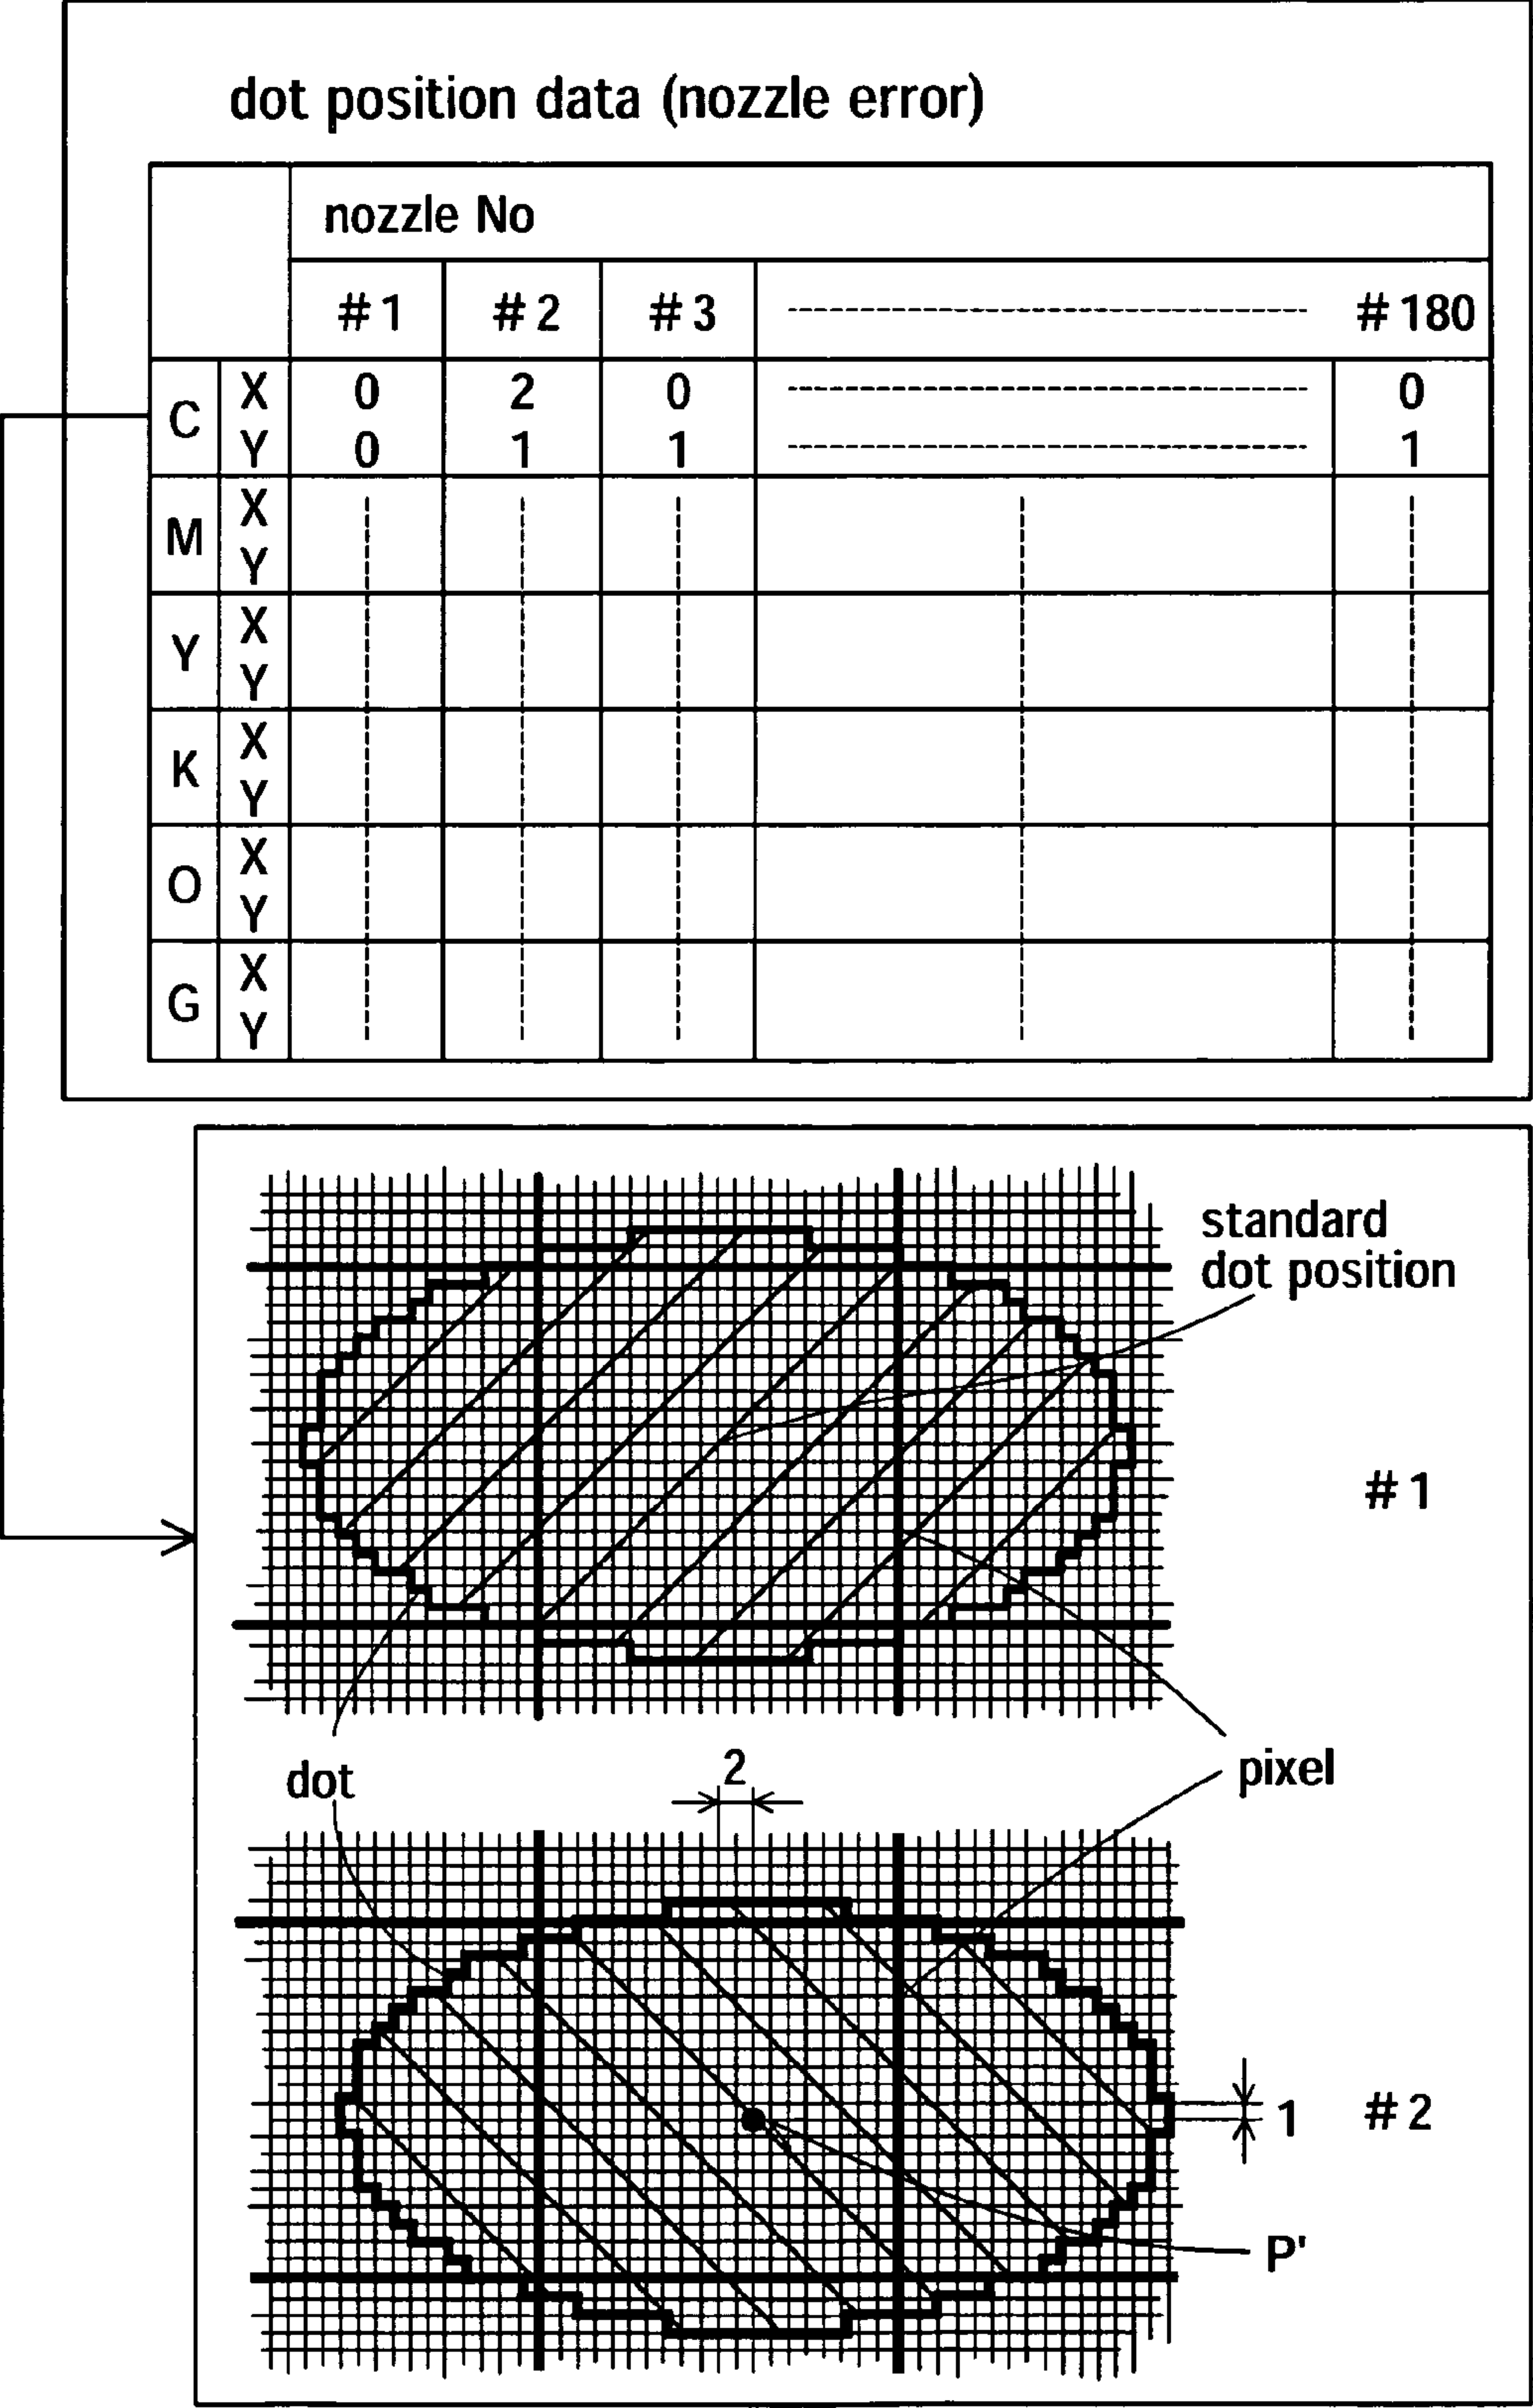 dot position data (nozzle error)
nozzle No
#1 #2 #3 #180
C X 0 2 0 0
Y 0 1 1 1
M X
Y
Y X
Y
K X
Y
O X
Y
G X
Y
standard
dot position
#1
dot
2
pixel
1
#2
P'